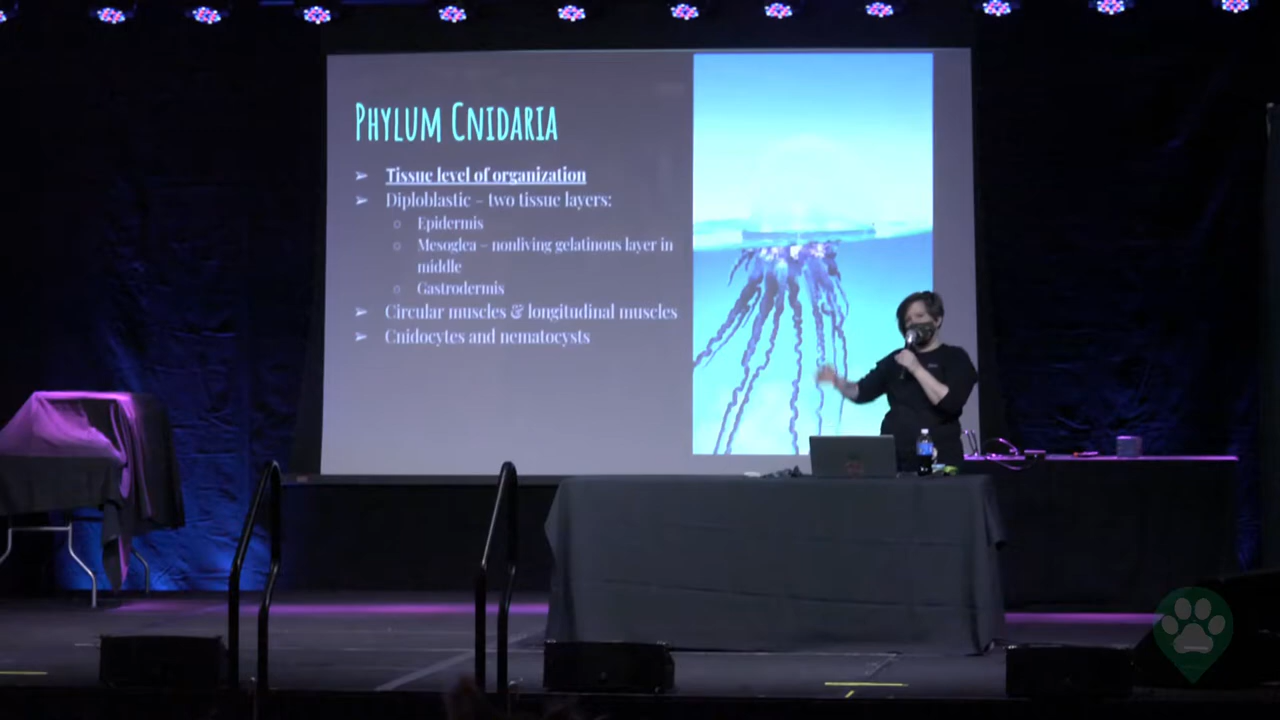 PHYLUM CNIDARIA
➢ Tissue level of organization
➢ Diploblastic – two tissue layers:
○ Epidermis
○ Mesoglea – nonliving gelatinous layer in
middle
○ Gastrodermis
➢ Circular muscles & longitudinal muscles
➢ Cnidocytes and nematocysts